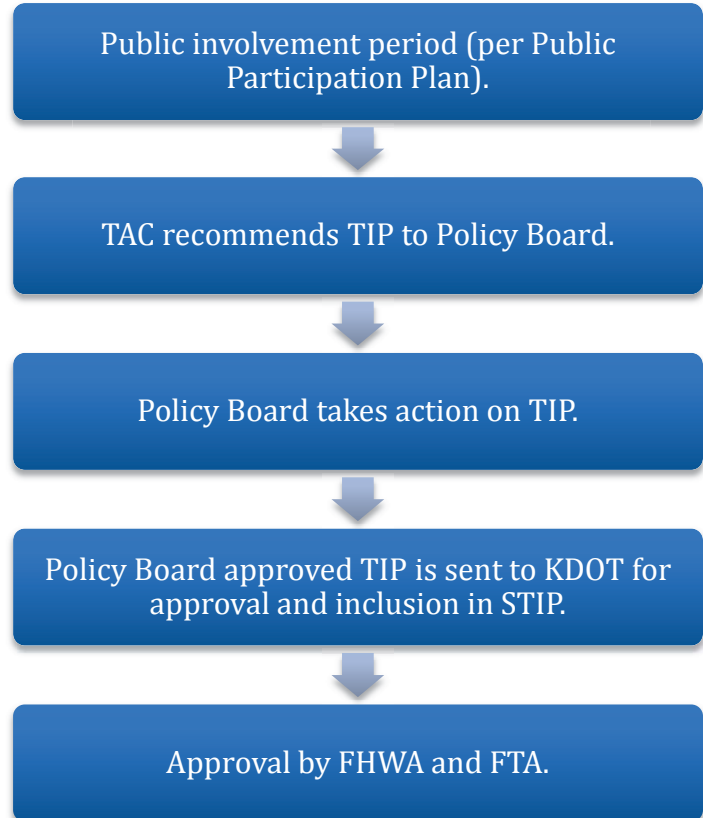 Public involvement period (per Public
Participation Plan).
TAC recommends TIP to Policy Board.
Policy Board takes action on TIP.
Policy Board approved TIP is sent to KDOT for
approval and inclusion in STIP.
Approval by FHWA and FTA.